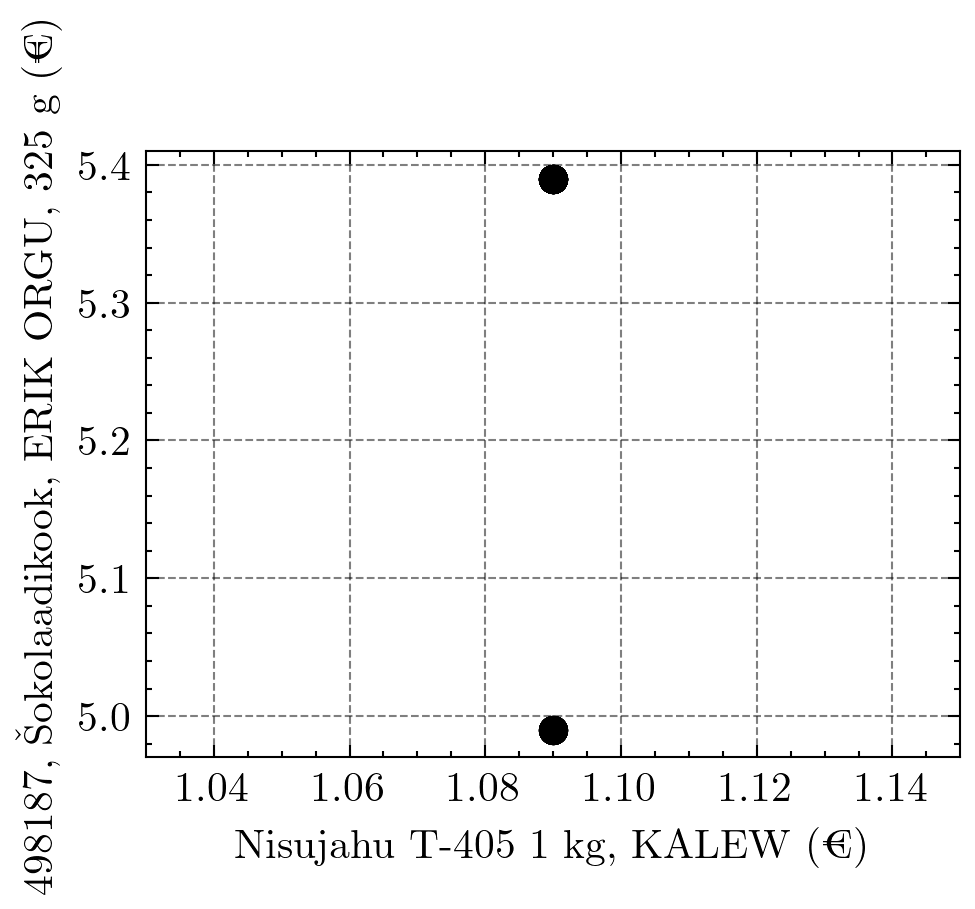 498187, Šokolaadikook, ERIK ORGU, 325 g (€)
5.4
5.3
5.2
5.1
5.0
1.04 1.06 1.08 1.10 1.12 1.14
Nisujahu T-405 1 kg, KALEW (€)